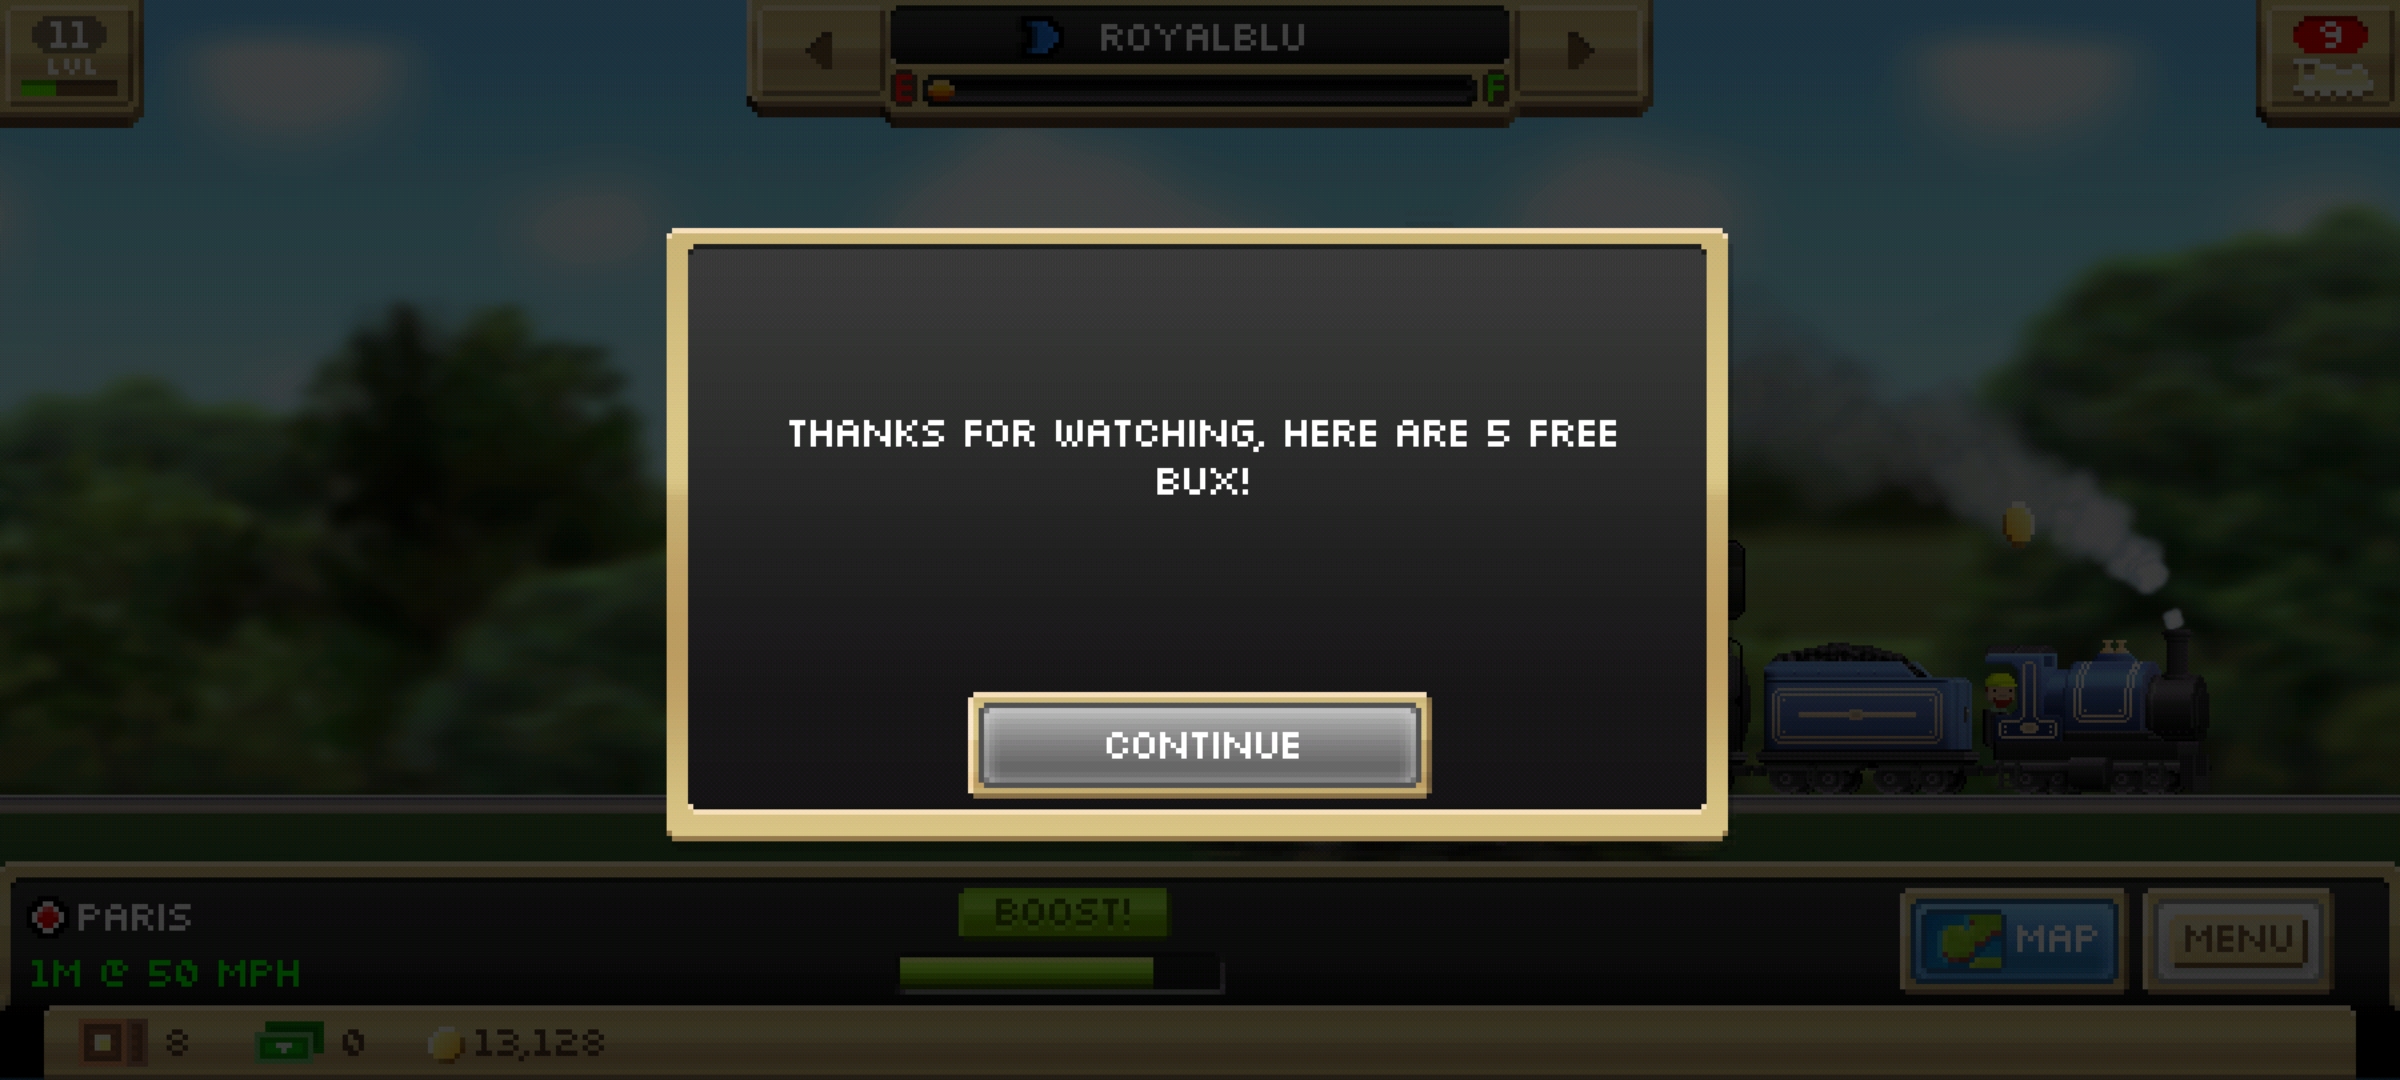 11
LVL
ROYALBLU
E F
9
THANKS FOR WATCHING, HERE ARE 5 FREE
BUX!
CONTINUE
PARIS
1M @ 50 MPH
BOOST!
MAP
MENU
8
0
13,128